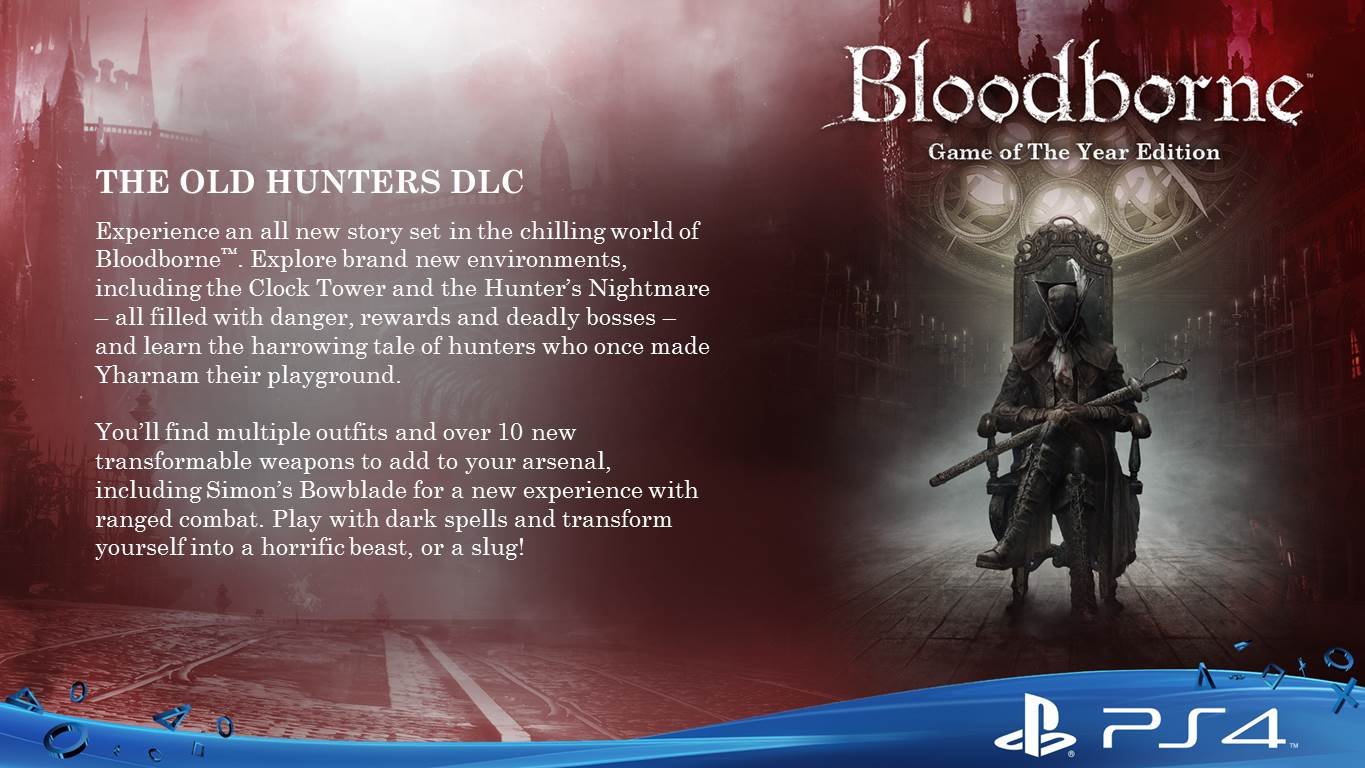 Bloodborne™
Game of The Year Edition
THE OLD HUNTERS DLC
Experience an all new story set in the chilling world of
Bloodborne™. Explore brand new environments,
including the Clock Tower and the Hunter’s Nightmare
– all filled with danger, rewards and deadly bosses –
and learn the harrowing tale of hunters who once made
Yharnam their playground.
You’ll find multiple outfits and over 10 new
transformable weapons to add to your arsenal,
including Simon’s Bowblade for a new experience with
ranged combat. Play with dark spells and transform
yourself into a horrific beast, or a slug!
® PS4™